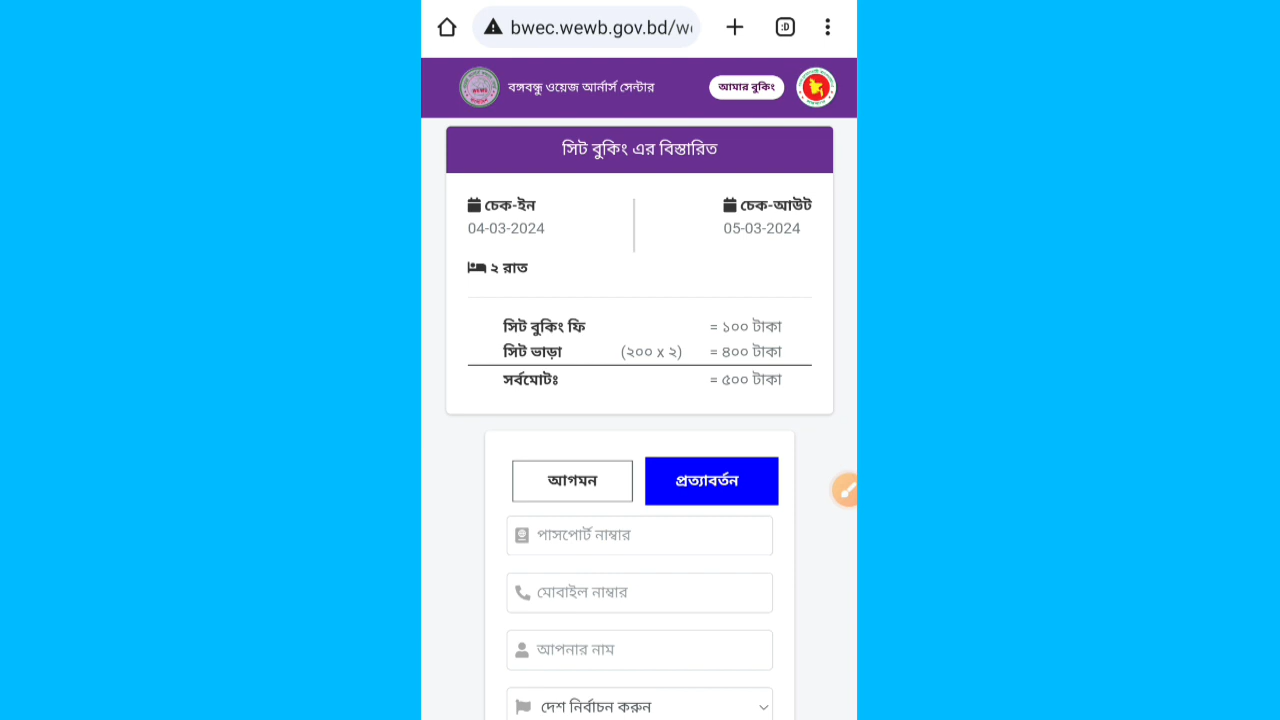 bwec.wewb.gov.bd/w
:D
বঙ্গবন্ধু ওয়েজ আর্নার্স সেন্টার
আমার বুকিং
সিট বুকিং এর বিস্তারিত
চেক-ইন
চেক-আউট
04-03-2024
05-03-2024
২ রাত
সিট বুকিং ফি = ১০০ টাকা
সিট ভাড়া (২০০ x ২) = ৪০০ টাকা
সর্বমোটঃ = ৫০০ টাকা
আগমন
প্রত্যাবর্তন
পাসপোর্ট নাম্বার
মোবাইল নাম্বার
আপনার নাম
দেশ নির্বাচন করুন